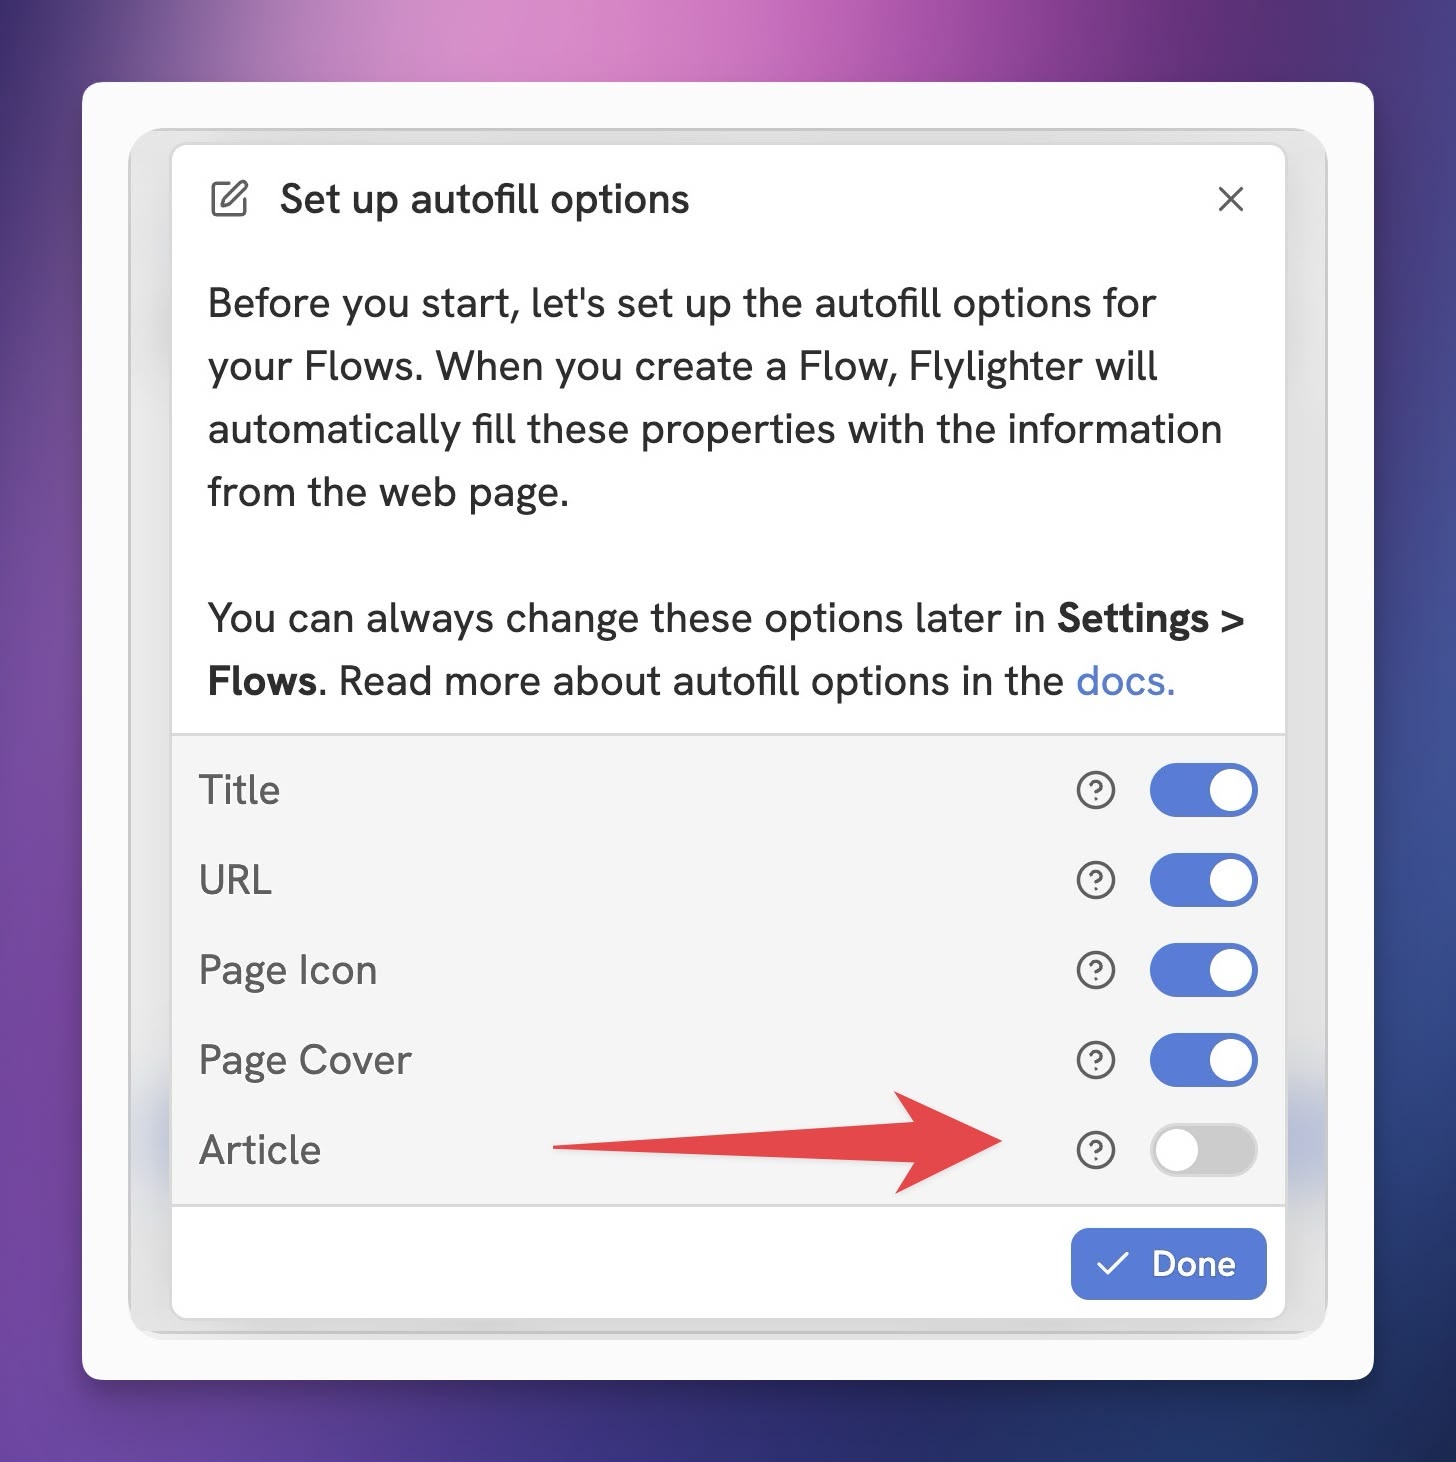 Set up autofill options
Before you start, let's set up the autofill options for
your Flows. When you create a Flow, Flylighter will
automatically fill these properties with the information
from the web page.
You can always change these options later in Settings >
Flows. Read more about autofill options in the docs.
Title
URL
Page Icon
Page Cover
Article
Done